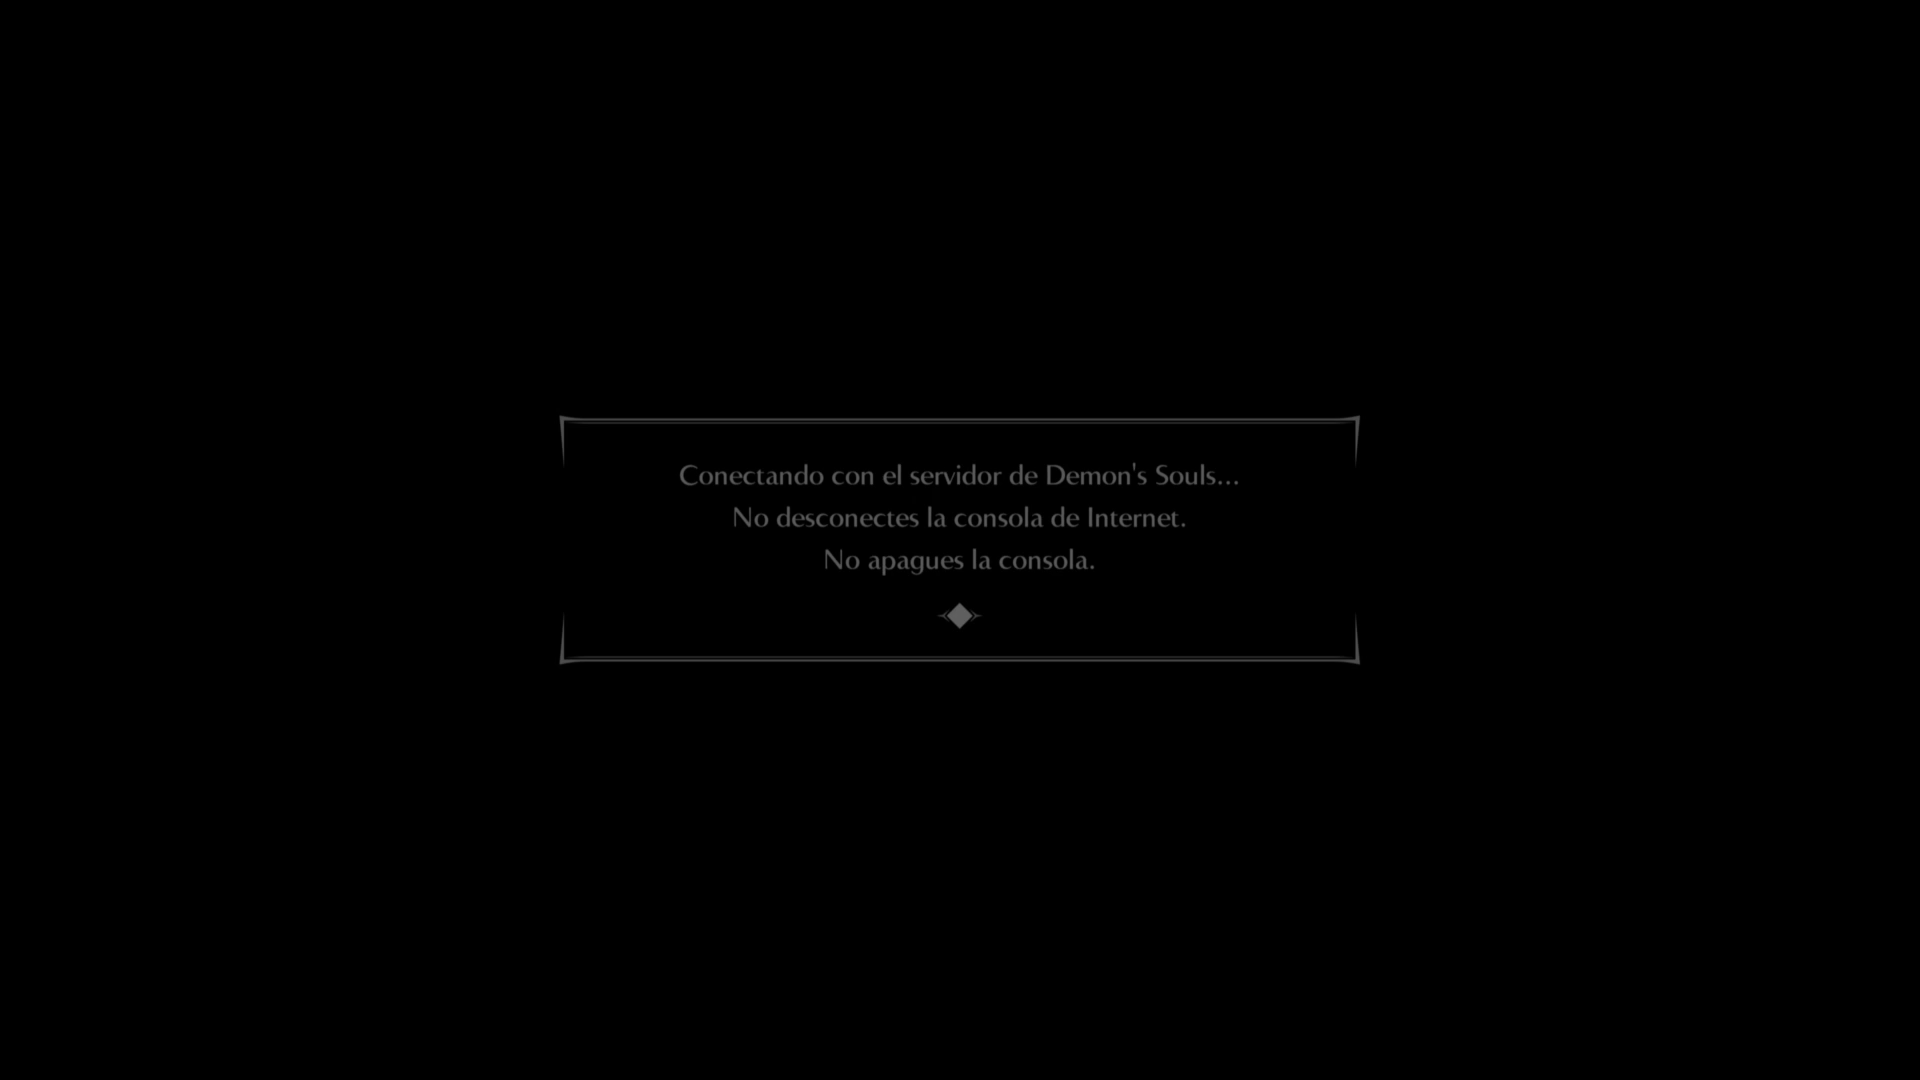 Conectando con el servidor de Demon's Souls...
No desconectes la consola de Internet.
No apagues la consola.